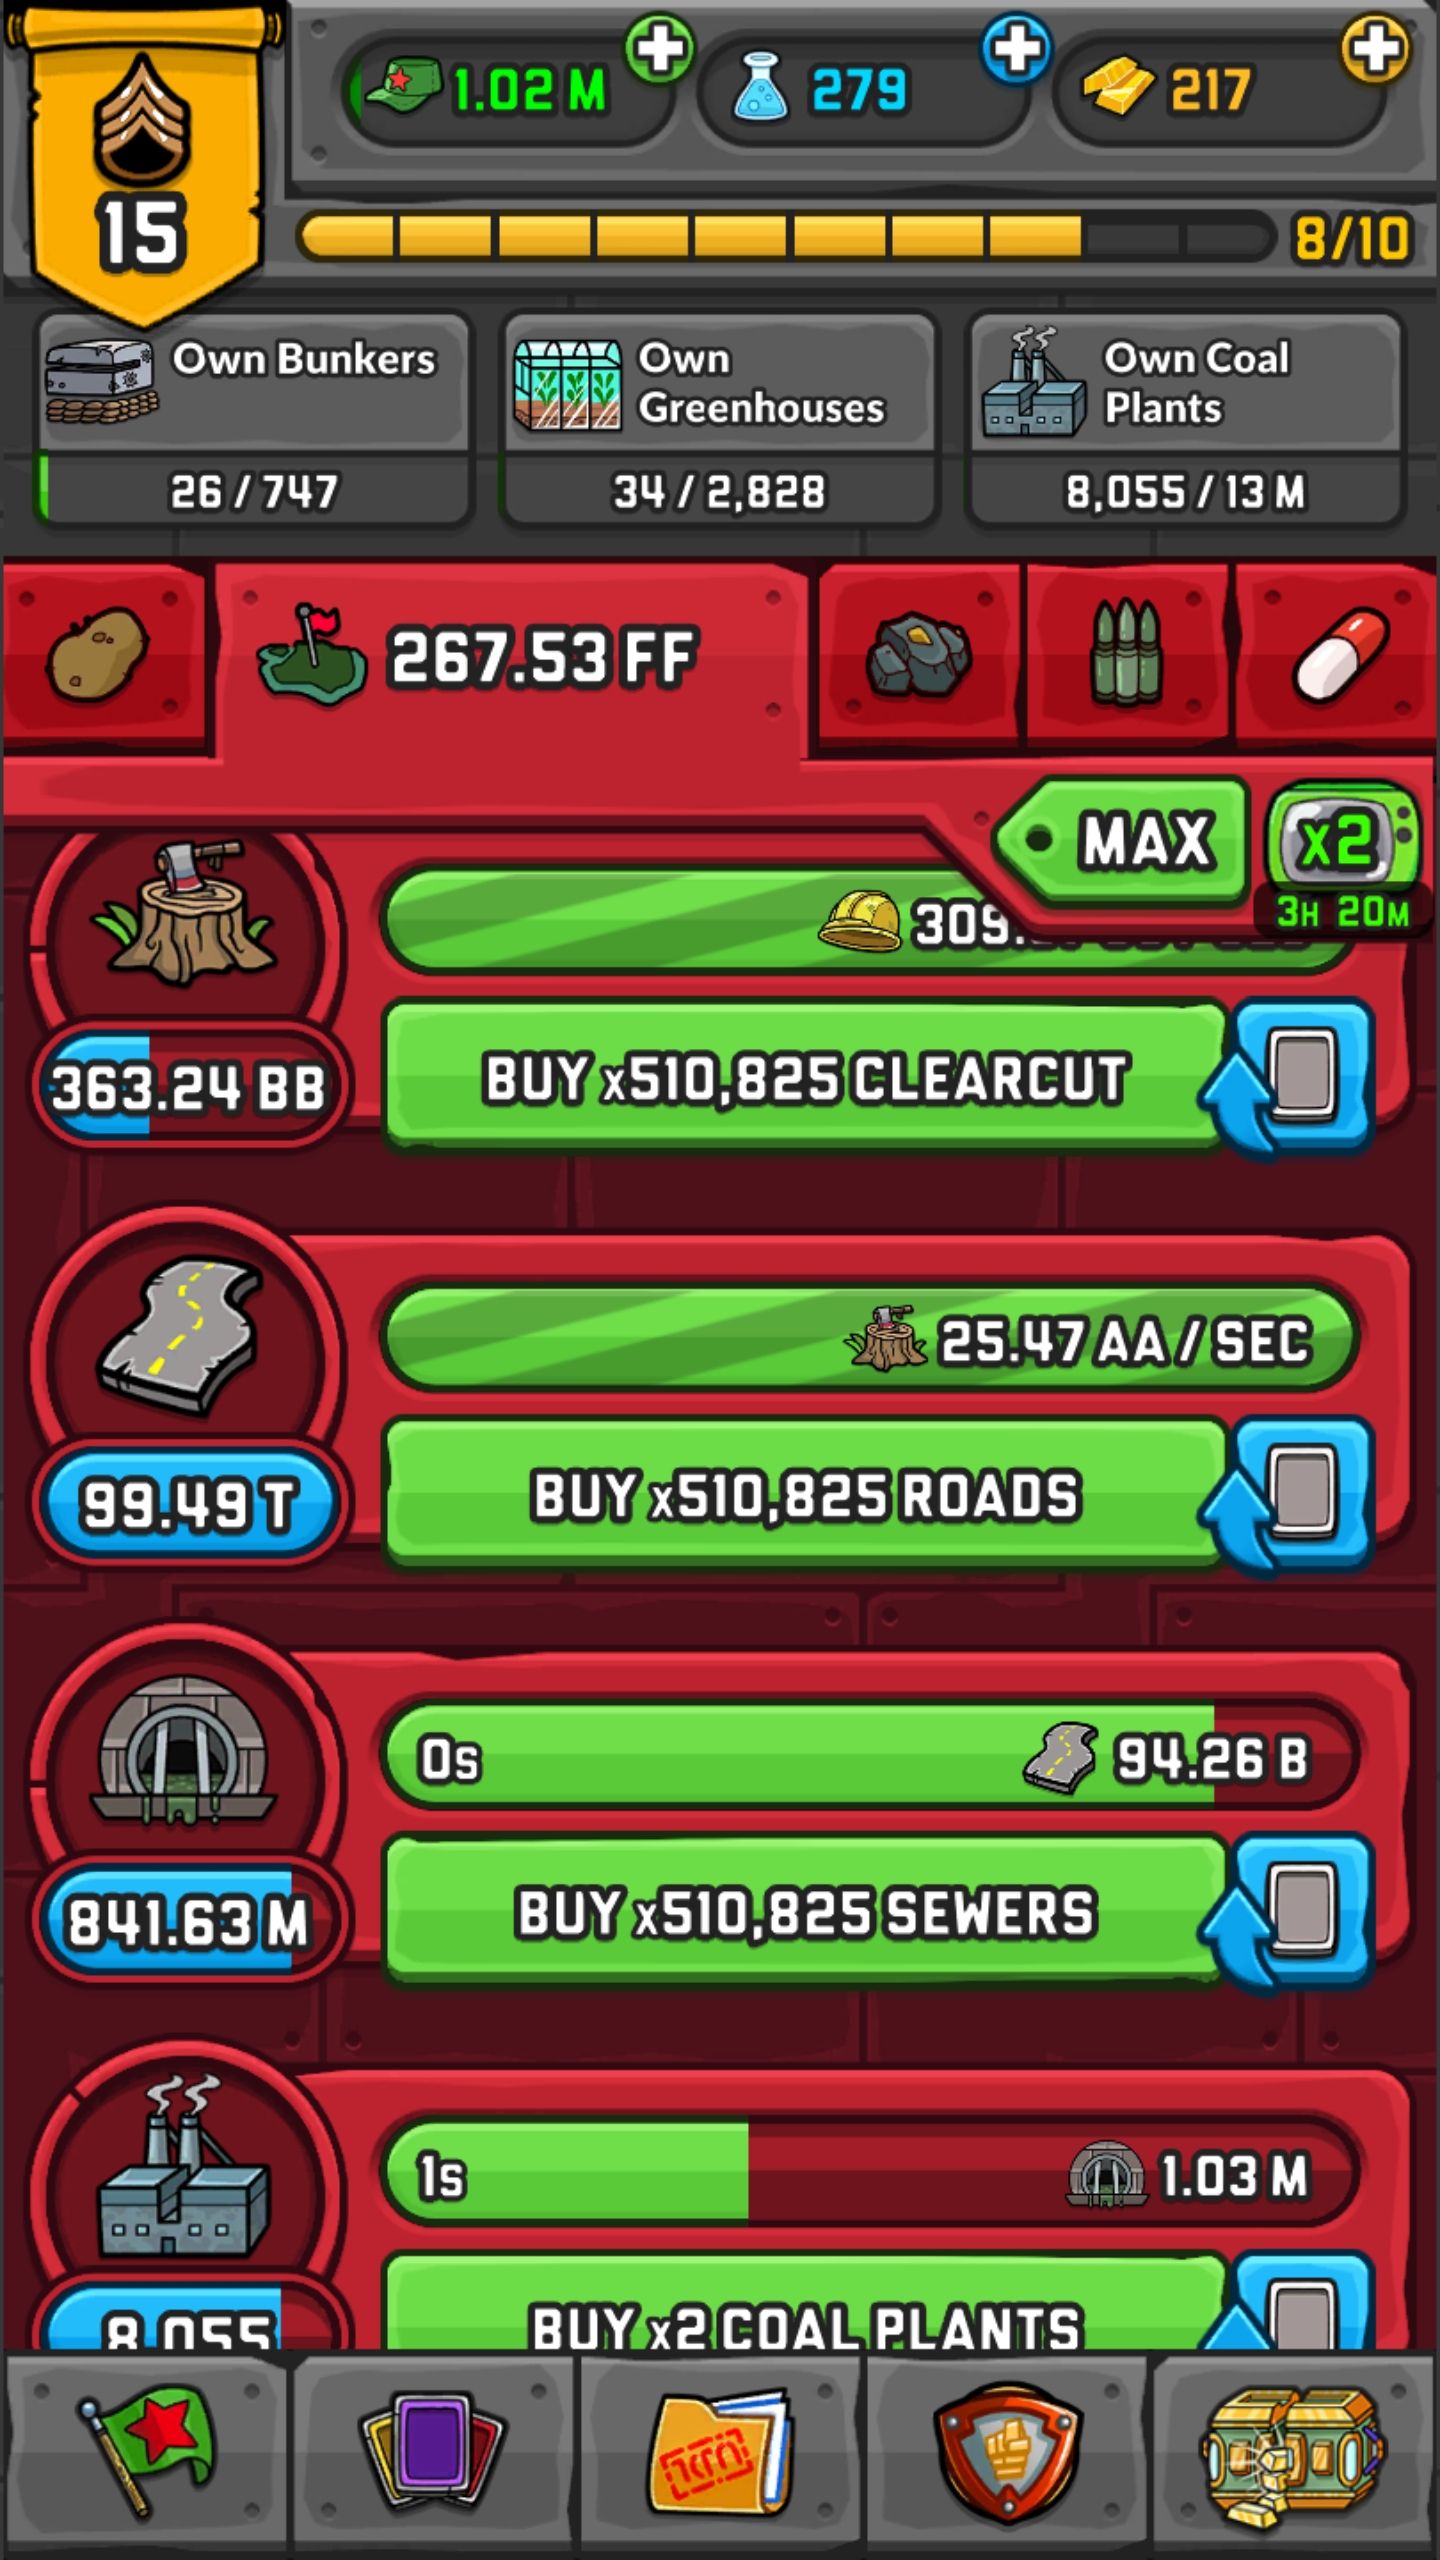 1.02 M
279
217
15
8/10
Own Bunkers
26 / 747
Own
Greenhouses
34 / 2,828
Own Coal
Plants
8,055 / 13 M
267.53 FF
MAX
x2
3H 20M
309.
363.24 BB
BUY x510,825 CLEARCUT
25.47 AA / SEC
99.49 T
BUY x510,825 ROADS
0s
94.26 B
841.63 M
BUY x510,825 SEWERS
1s
1.03 M
8,055
BUY x2 COAL PLANTS